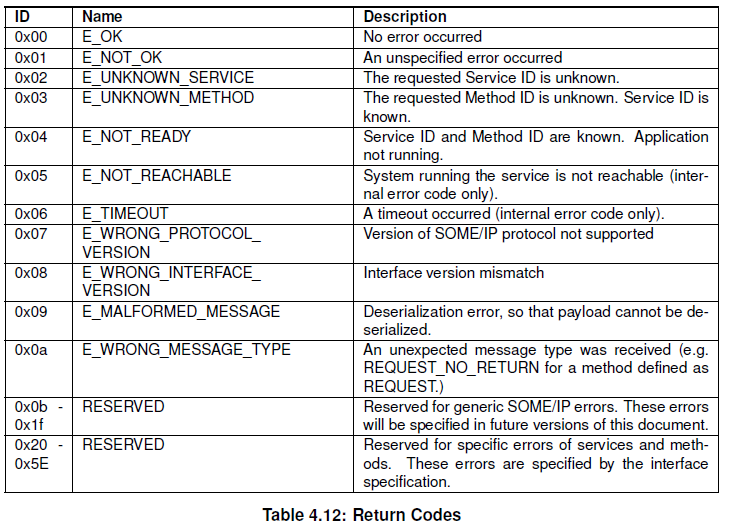 ID Name Description
0x00 E_OK No error occurred
0x01 E_NOT_OK An unspecified error occurred
0x02 E_UNKNOWN_SERVICE The requested Service ID is unknown.
0x03 E_UNKNOWN_METHOD The requested Method ID is unknown. Service ID is
known.
0x04 E_NOT_READY Service ID and Method ID are known. Application
not running.
0x05 E_NOT_REACHABLE System running the service is not reachable (inter-
nal error code only).
0x06 E_TIMEOUT A timeout occurred (internal error code only).
0x07 E_WRONG_PROTOCOL_ Version of SOME/IP protocol not supported
VERSION
0x08 E_WRONG_INTERFACE_ Interface version mismatch
VERSION
0x09 E_MALFORMED_MESSAGE Deserialization error, so that payload cannot be de-
serialized.
0x0a E_WRONG_MESSAGE_TYPE An unexpected message type was received (e.g.
REQUEST_NO_RETURN for a method defined as
REQUEST.)
0x0b - RESERVED Reserved for generic SOME/IP errors. These errors
0x1f will be specified in future versions of this document.
0x20 - RESERVED Reserved for specific errors of services and meth-
0x5E ods. These errors are specified by the interface
specification.
Table 4.12: Return Codes